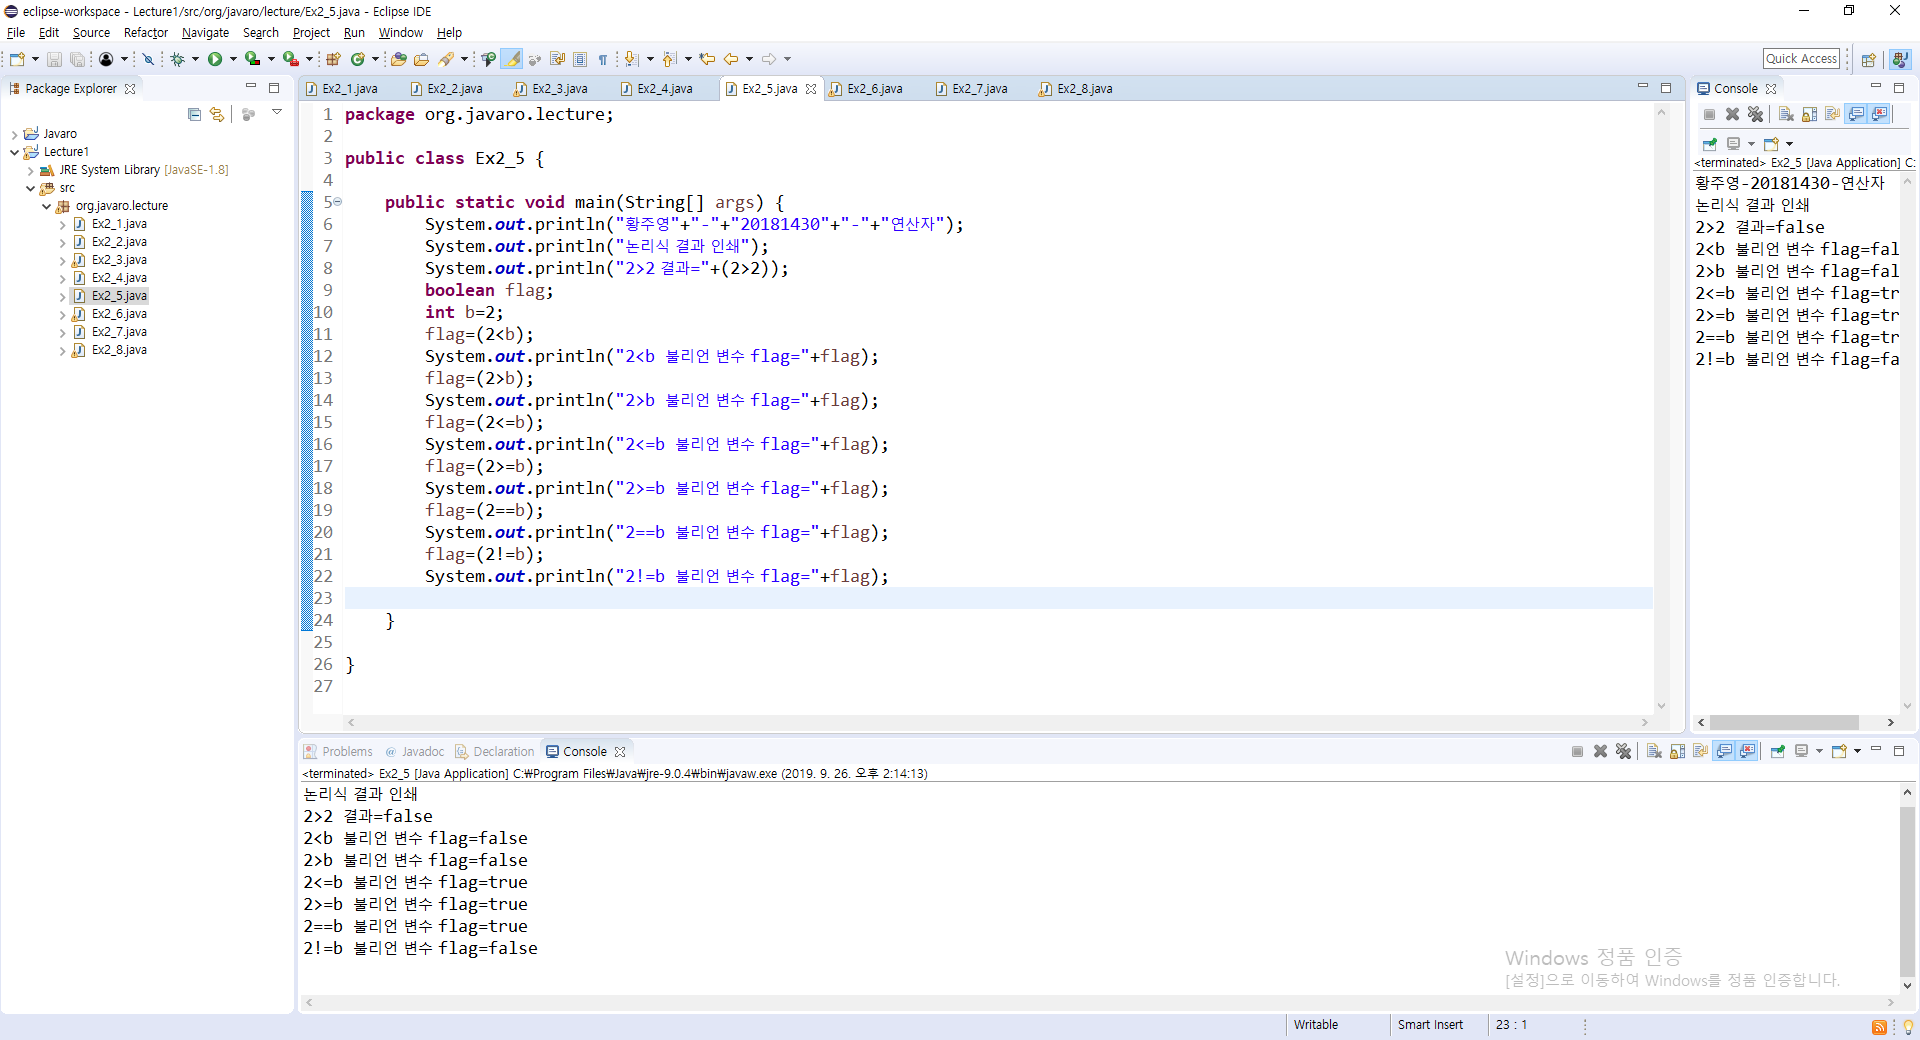 eclipse-workspace - Lecture1/src/org/javaro/lecture/Ex2_5.java - Eclipse IDE
File Edit Source Refactor Navigate Search Project Run Window Help
Quick Access
Package Explorer
Javaro
Lecture1
JRE System Library [JavaSE-1.8]
src
org.javaro.lecture
Ex2_1.java
Ex2_2.java
Ex2_3.java
Ex2_4.java
Ex2_5.java
Ex2_6.java
Ex2_7.java
Ex2_8.java
Ex2_1.java Ex2_2.java Ex2_3.java Ex2_4.java Ex2_5.java Ex2_6.java Ex2_7.java Ex2_8.java
1 package org.javaro.lecture;
2
3 public class Ex2_5 {
4
5 public static void main(String[] args) {
6 System.out.println("황주영"+"-"+"20181430"+"-"+"연산자");
7 System.out.println("논리식 결과 인쇄");
8 System.out.println("2>2 결과="+(2>2));
9 boolean flag;
10 int b=2;
11 flag=(2<b);
12 System.out.println("2<b 불리언 변수 flag="+flag);
13 flag=(2>b);
14 System.out.println("2>b 불리언 변수 flag="+flag);
15 flag=(2<=b);
16 System.out.println("2<=b 불리언 변수 flag="+flag);
17 flag=(2>=b);
18 System.out.println("2>=b 불리언 변수 flag="+flag);
19 flag=(2==b);
20 System.out.println("2==b 불리언 변수 flag="+flag);
21 flag=(2!=b);
22 System.out.println("2!=b 불리언 변수 flag="+flag);
23
24 }
25
26 }
27
Console
<terminated> Ex2_5 [Java Application] C:
황주영-20181430-연산자
논리식 결과 인쇄
2>2 결과=false
2<b 불리언 변수 flag=fal
2>b 불리언 변수 flag=fal
2<=b 불리언 변수 flag=tr
2>=b 불리언 변수 flag=tr
2==b 불리언 변수 flag=tr
2!=b 불리언 변수 flag=fa
Problems @ Javadoc Declaration Console
<terminated> Ex2_5 [Java Application] C:₩Program Files₩Java₩jre-9.0.4₩bin₩javaw.exe (2019. 9. 26. 오후 2:14:13)
논리식 결과 인쇄
2>2 결과=false
2<b 불리언 변수 flag=false
2>b 불리언 변수 flag=false
2<=b 불리언 변수 flag=true
2>=b 불리언 변수 flag=true
2==b 불리언 변수 flag=true
2!=b 불리언 변수 flag=false
Windows 정품 인증
[설정]으로 이동하여 Windows를 정품 인증합니다.
Writable Smart Insert 23 : 1